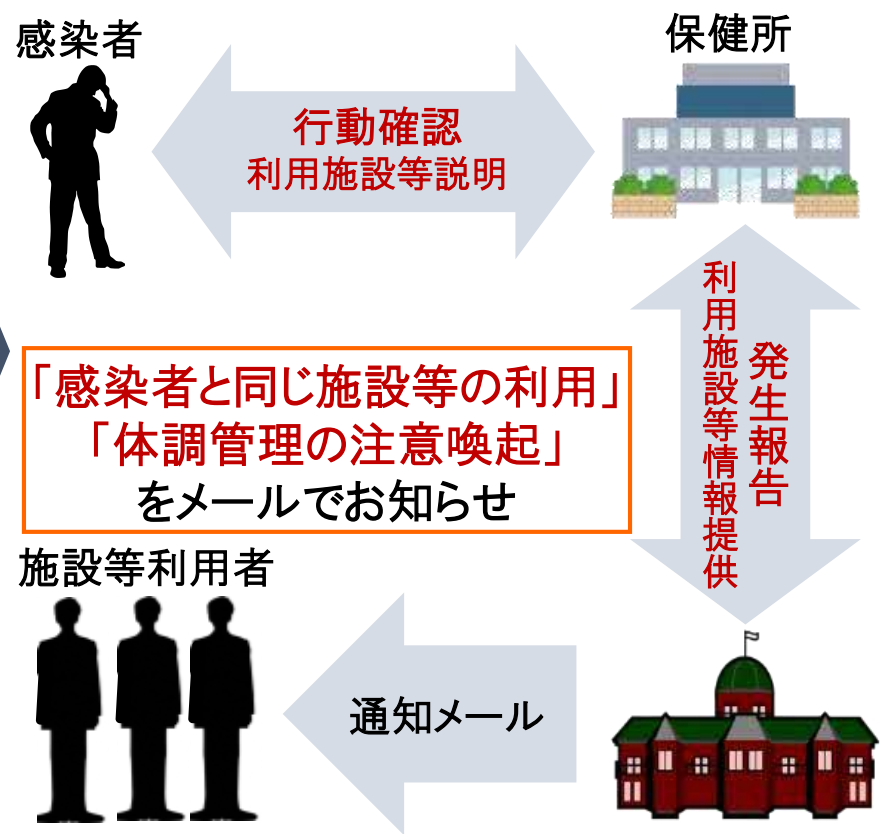 感染者
保健所
行動確認
利用施設等説明
発生報告
利用施設等情報提供
「感染者と同じ施設等の利用」
「体調管理の注意喚起」
をメールでお知らせ
施設等利用者
通知メール